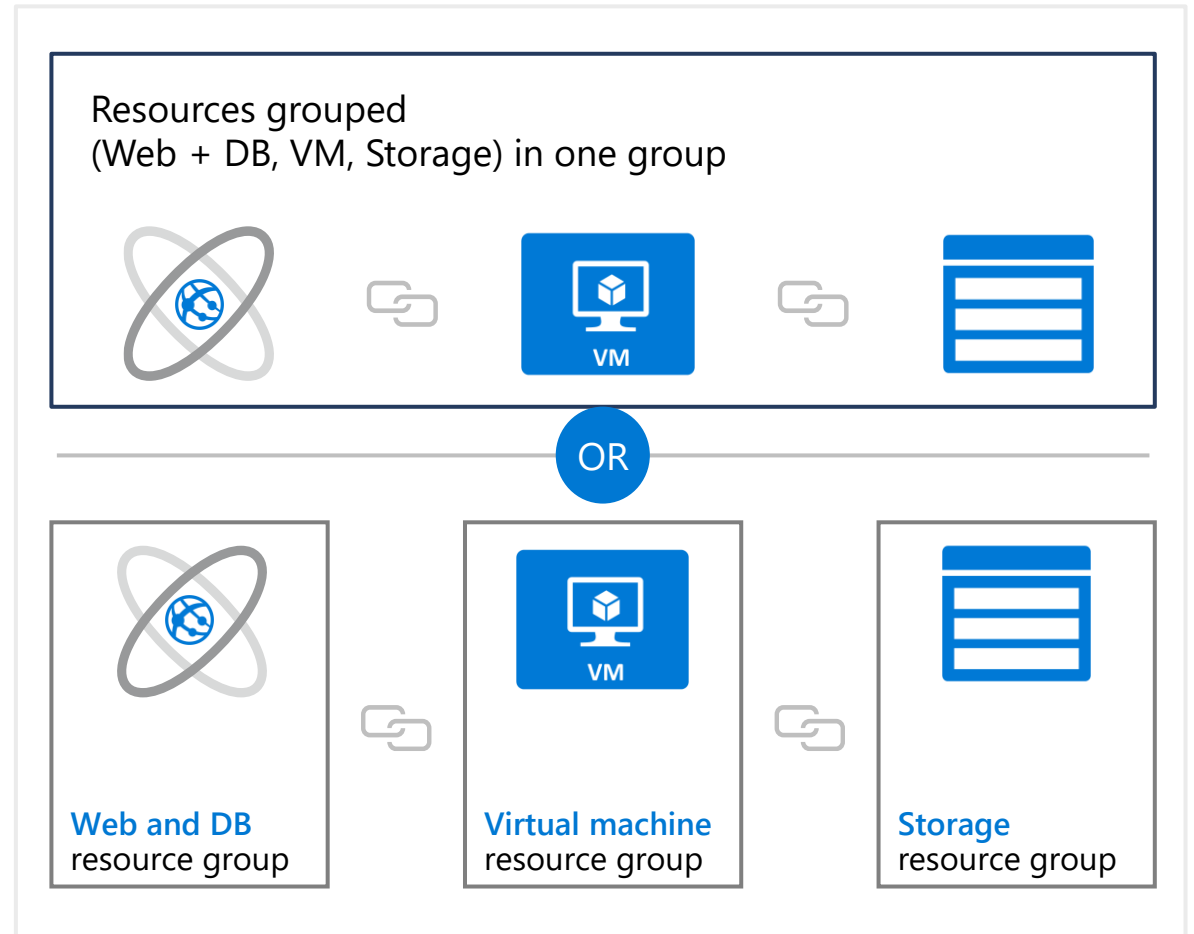 Resources grouped
(Web + DB, VM, Storage) in one group
VM
OR
VM
Web and DB
resource group
Virtual machine
resource group
Storage
resource group